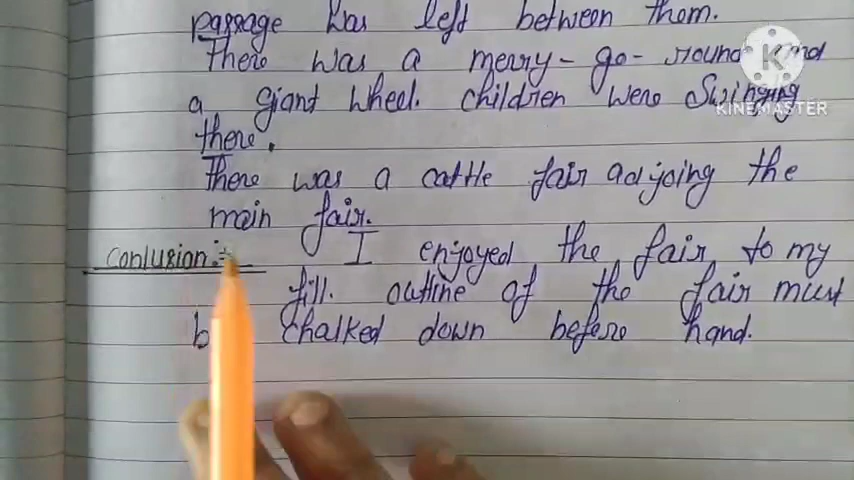 passage was left between them.
There was a merry-go-round and
a giant wheel. children were Swinging
there.
There was a cattle fair adjoing the
main fair.
Conlusion:- I enjoyed the fair to my
fill. outline of the fair must
chalked down before hand.
K
KINEMASTER